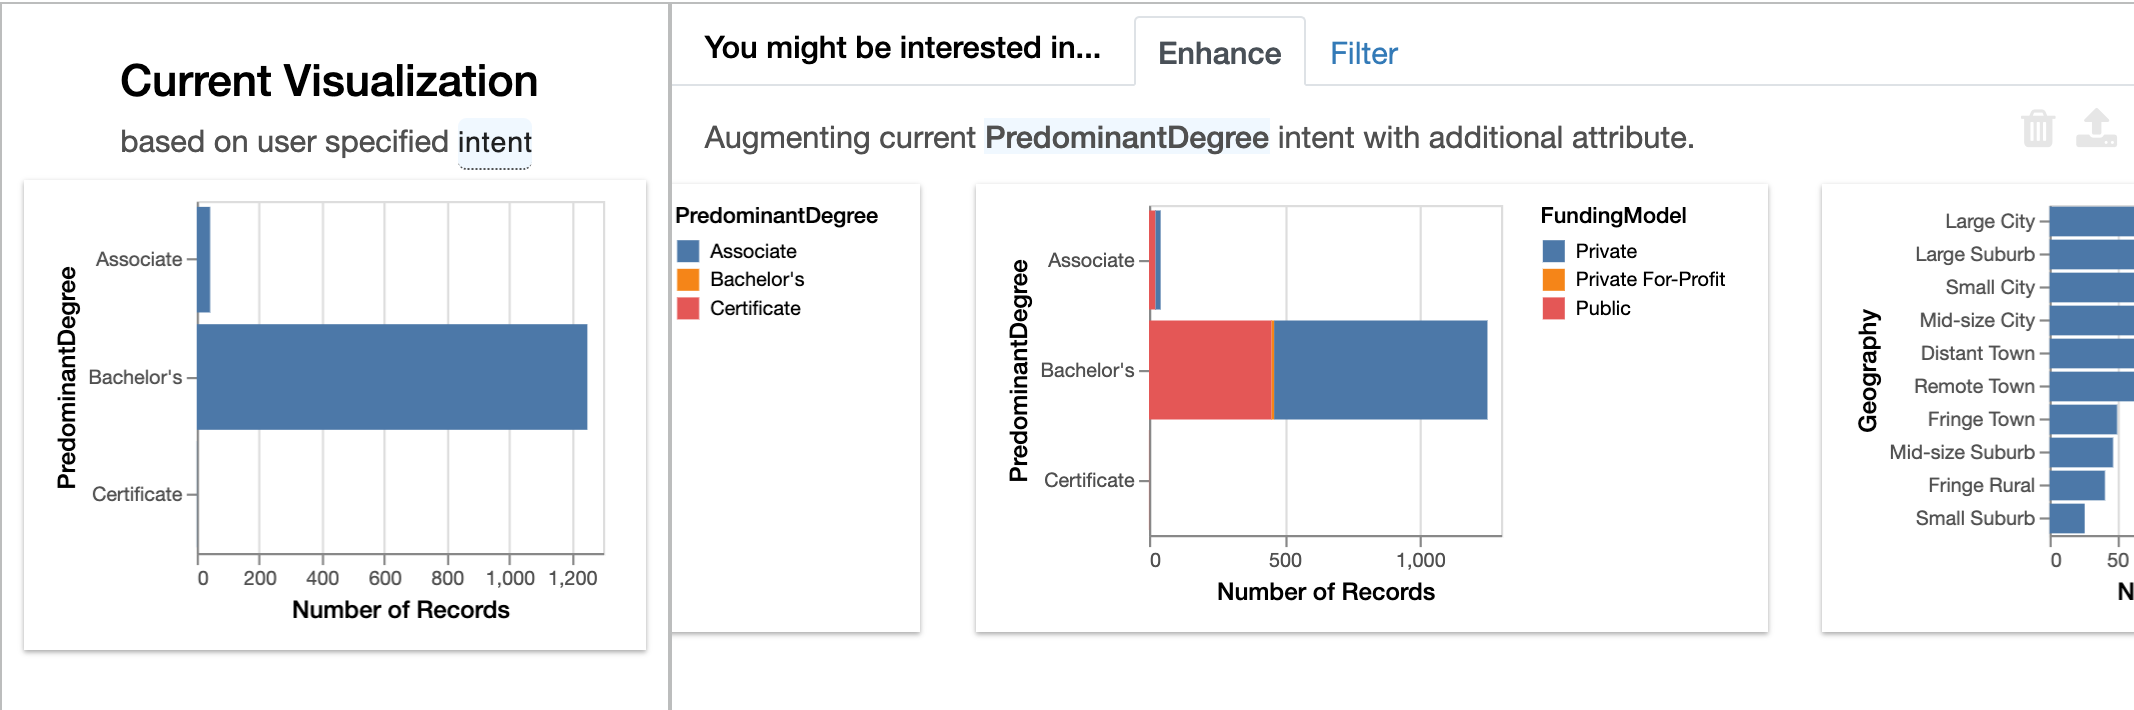 Current Visualization
based on user specified intent
PredominantDegree
Associate
Bachelor's
Certificate
0 200 400 600 800 1,000 1,200
Number of Records
You might be interested in...
Enhance
Filter
Augmenting current PredominantDegree intent with additional attribute.
PredominantDegree
Associate
Bachelor's
Certificate
PredominantDegree
Associate
Bachelor's
Certificate
0 500 1,000
Number of Records
FundingModel
Private
Private For-Profit
Public
Geography
Large City
Large Suburb
Small City
Mid-size City
Distant Town
Remote Town
Fringe Town
Mid-size Suburb
Fringe Rural
Small Suburb
0 50
N